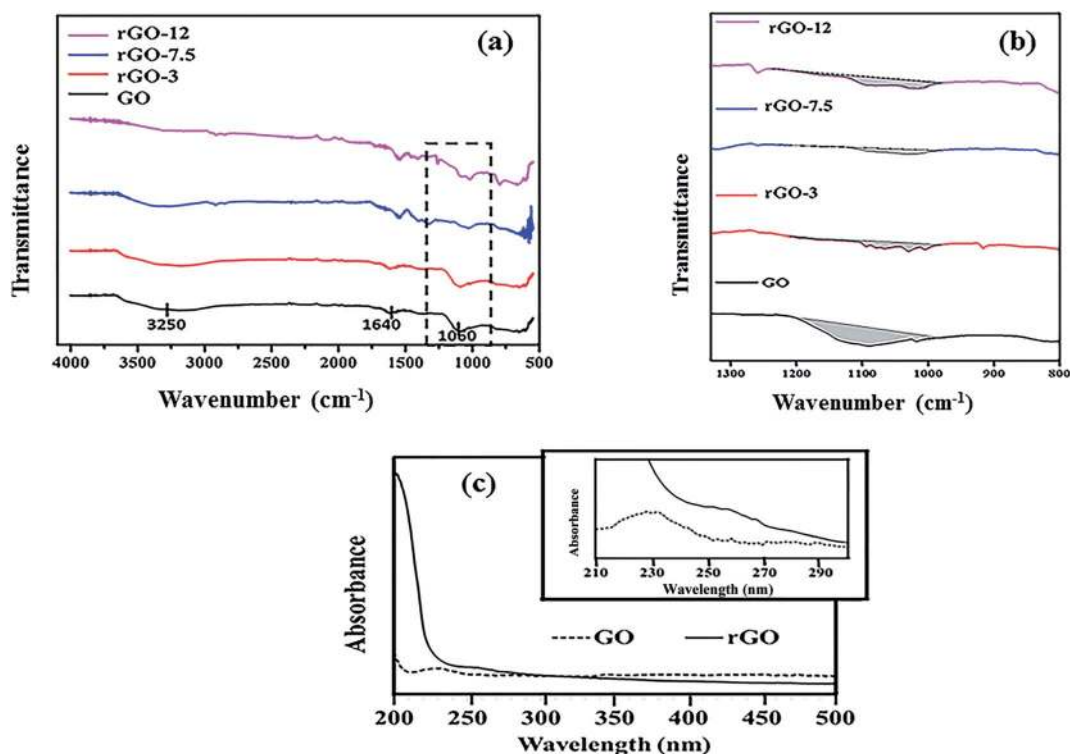 (a)
rGO-12
rGO-7.5
rGO-3
GO
Transmittance
3250
1640
1060
4000 3500 3000 2500 2000 1500 1000 500
Wavenumber (cm-1)
(b)
rGO-12
rGO-7.5
rGO-3
GO
Transmittance
1300 1200 1100 1000 900 800
Wavenumber (cm-1)
(c)
Absorbance
Absorbance
210 230 250 270 290
Wavelength (nm)
GO rGO
200 250 300 350 400 450 500
Wavelength (nm)